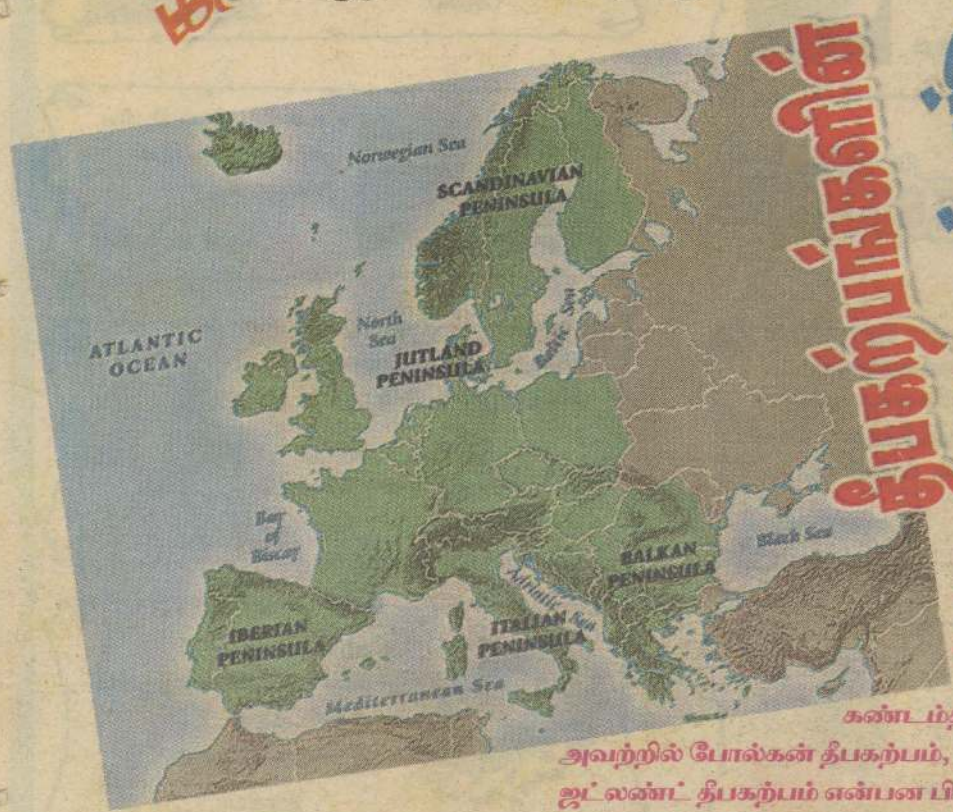 தீபகற்பங்களின்
Norwegian Sea
SCANDINAVIAN
PENINSULA
ATLANTIC
OCEAN
North
Sea
Baltic Sea
JUTLAND
PENINSULA
Bay
of
Biscay
Black Sea
BALKAN
PENINSULA
Adriatic Sea
IBERIAN
PENINSULA
ITALIAN
PENINSULA
Mediterranean Sea
கண்டம்
அவற்றில் போல்கன் தீபகற்பம்,
ஜட்லண்ட் தீபகற்பம் என்பன